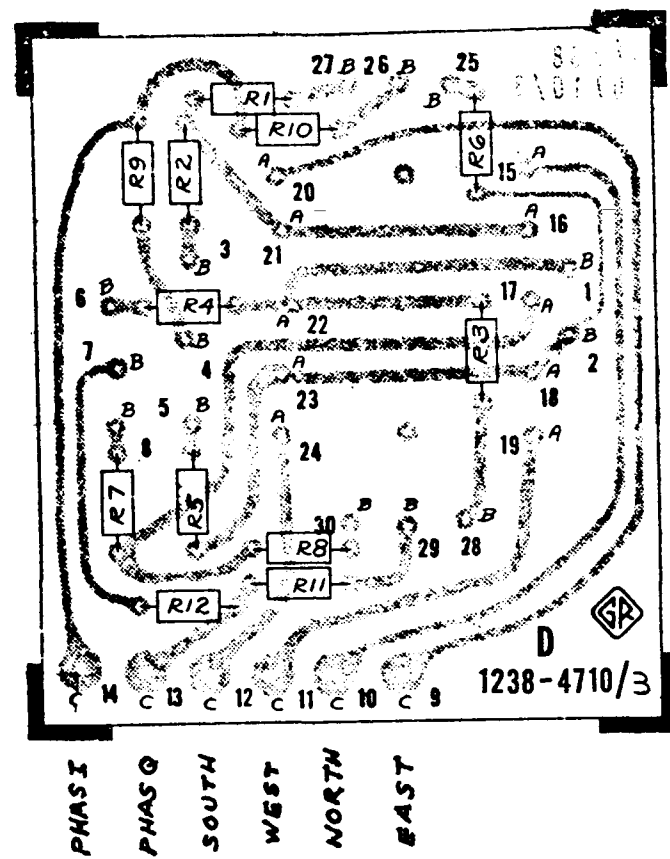 27 B 26 B 25
B
R1
R10
R9
R2
R6
A
20
15 A
3
B
21 A
A 16
B
1
6 B
R4
A
22
17
A
B
2
7
B
B
4
R3
A
23
A
18
5
B
B
8
A
24
19 A
R7
R5
30 B
B
29
28 B
R8
R11
R12
GR
D
1238-4710/3
14
C 13
C 12
C 11
C 10
C 9
PHAS I
PHAS Q
SOUTH
WEST
NORTH
EAST